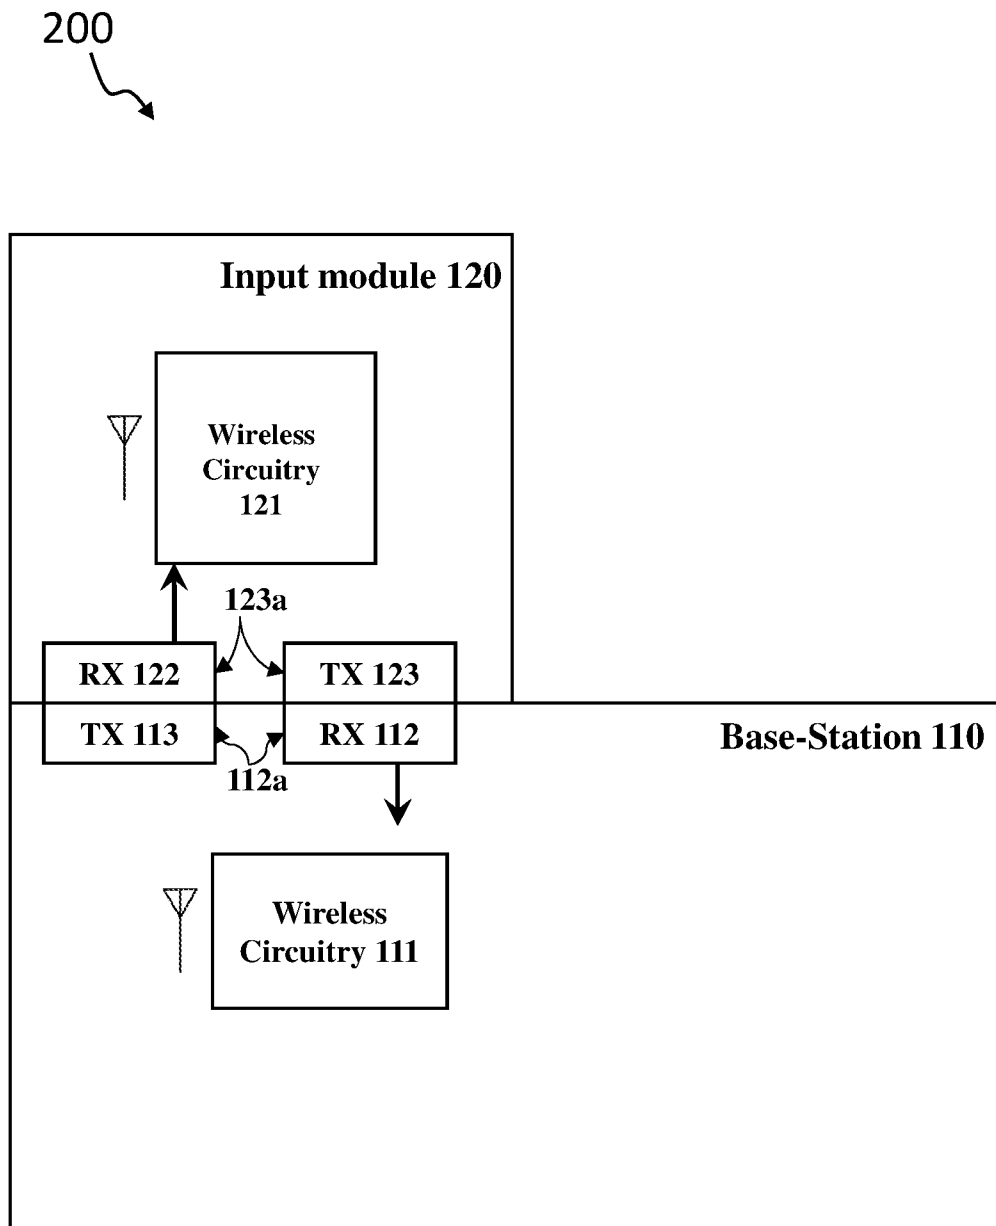 200
Input module 120
Wireless
Circuitry
121
123a
RX 122
TX 123
TX 113
RX 112
Base-Station 110
112a
Wireless
Circuitry 111